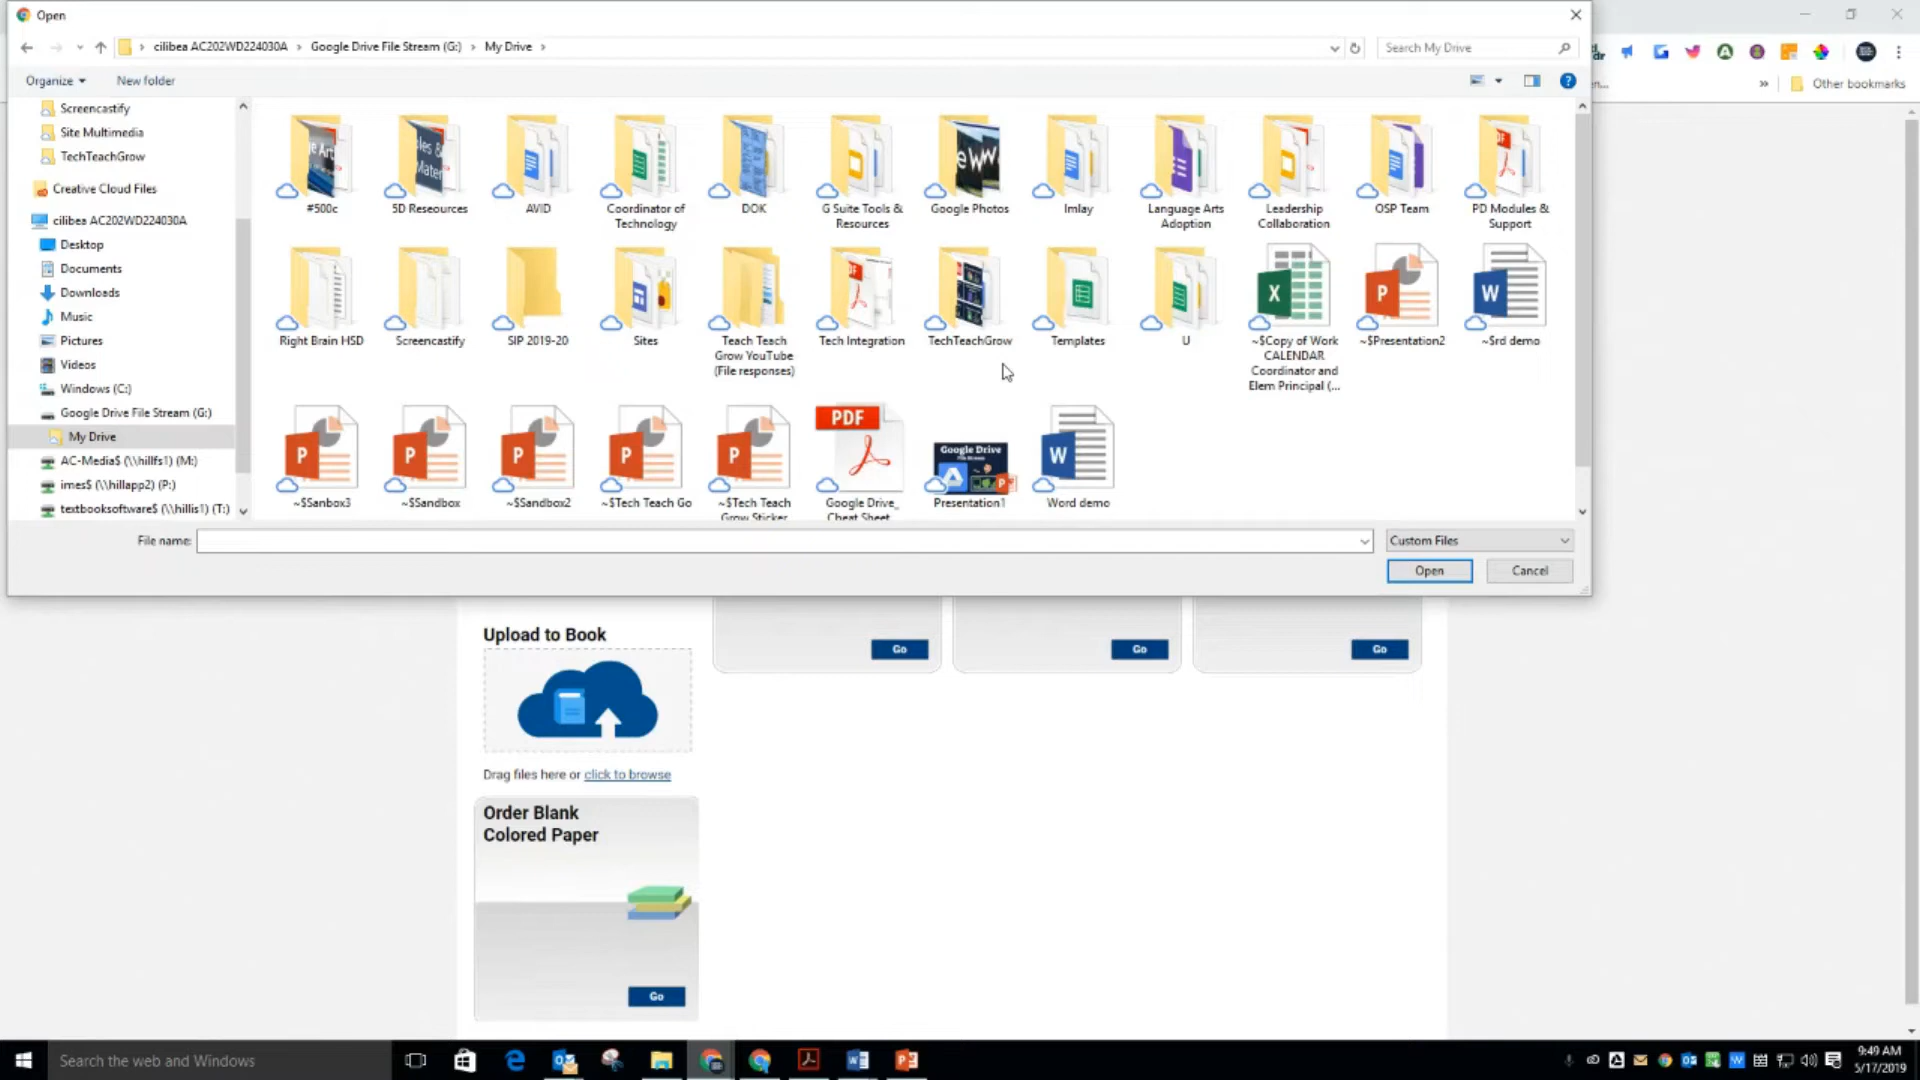 Open
cilibea AC202WD224030A > Google Drive File Stream (G:) > My Drive >
Search My Drive
Organize
New folder
Other bookmarks
Screencastify
Site Multimedia
TechTeachGrow
Creative Cloud Files
cilibea AC202WD224030A
Desktop
Documents
Downloads
Music
Pictures
Videos
Windows (C:)
Google Drive File Stream (G:)
My Drive
AC-Media$ (\\hillfs1) (M:)
imes$ (\\hillapp2) (P:)
textbooksoftware$ (\\hillis1) (T:)
#500c
5D Reseources
AVID
Coordinator of
Technology
DOK
G Suite Tools &
Resources
Google Photos
Imlay
Language Arts
Adoption
Leadership
Collaboration
OSP Team
PD Modules &
Support
Right Brain HSD
Screencastify
SIP 2019-20
Sites
Teach Teach
Grow YouTube
(File responses)
Tech Integration
TechTeachGrow
Templates
U
~$Copy of Work
CALENDAR
Coordinator and
Elem Principal (...
~$Presentation2
~$rd demo
~$Sanbox3
~$Sandbox
~$Sandbox2
~$Tech Teach Go
~$Tech Teach
Grow Sticker
PDF
Google Drive_
Cheat Sheet
Google Drive
Presentation1
Word demo
File name:
Custom Files
Open
Cancel
Upload to Book
Go
Go
Go
Drag files here or click to browse
Order Blank
Colored Paper
Go
Search the web and Windows
9:49 AM
5/17/2019